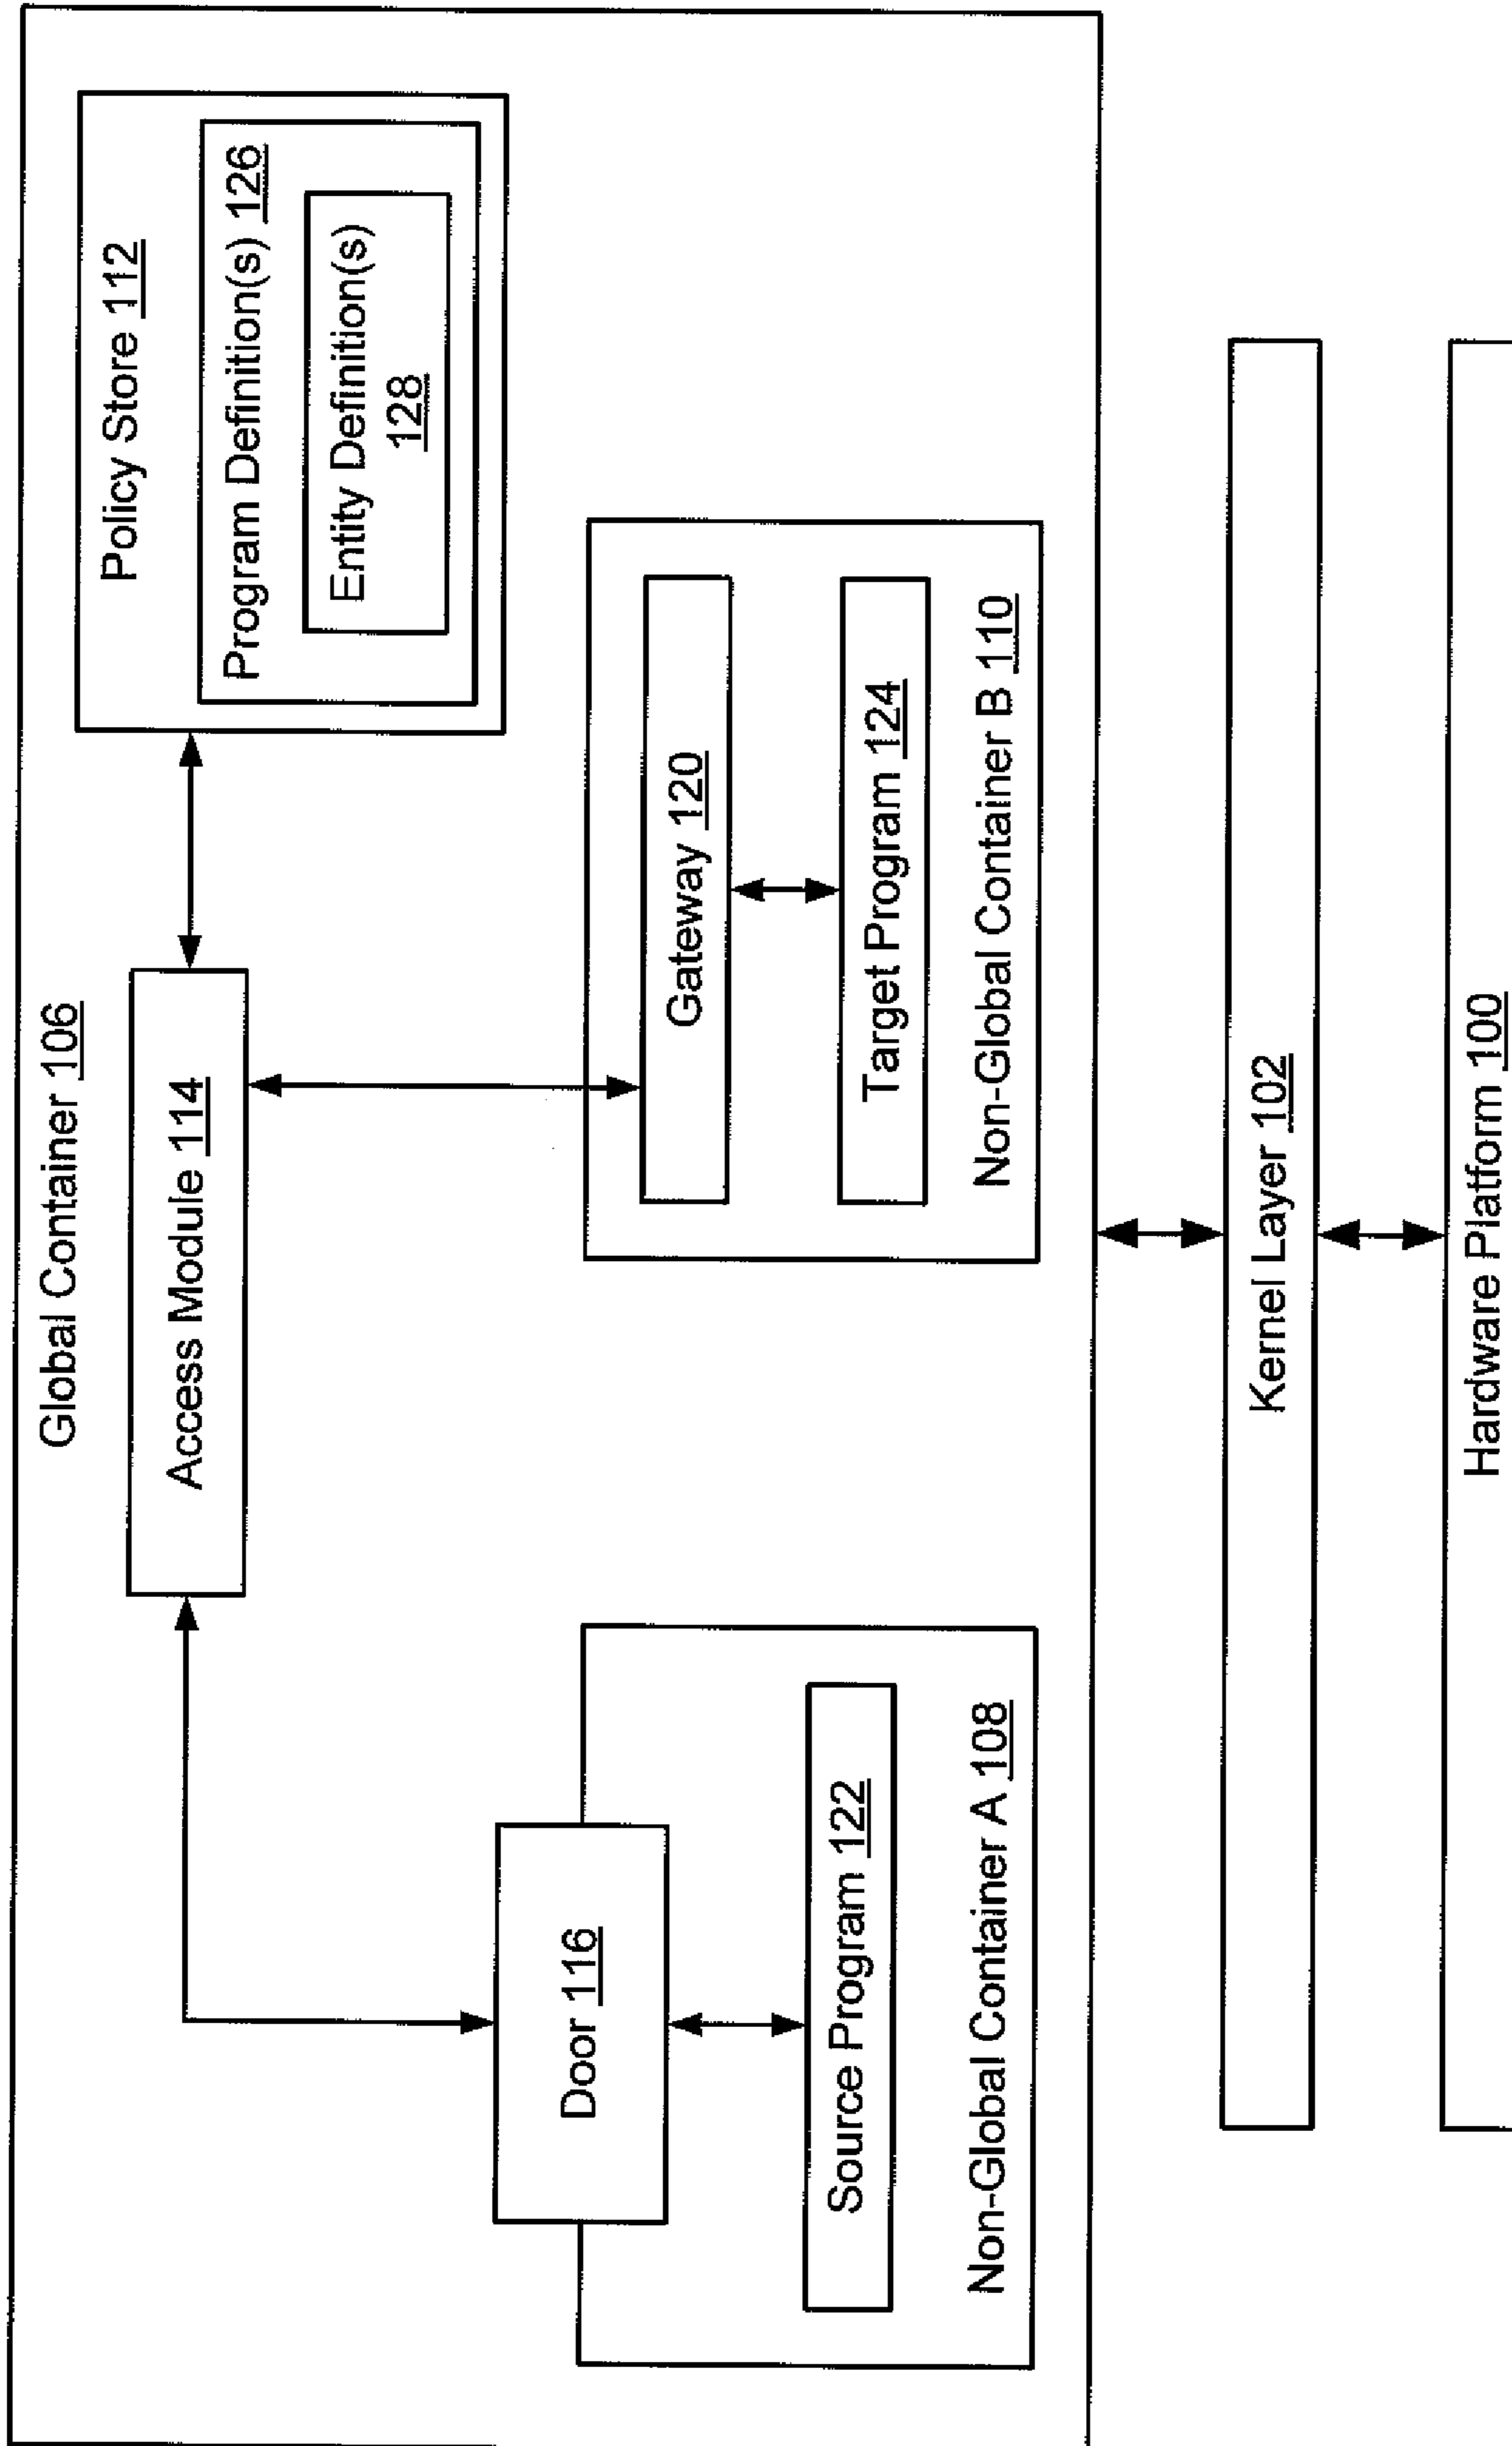 Global Container 106
Access Module 114
Policy Store 112
Program Definition(s) 126
Entity Definition(s)
128
Door 116
Source Program 122
Non-Global Container A 108
Gateway 120
Target Program 124
Non-Global Container B 110
Kernel Layer 102
Hardware Platform 100